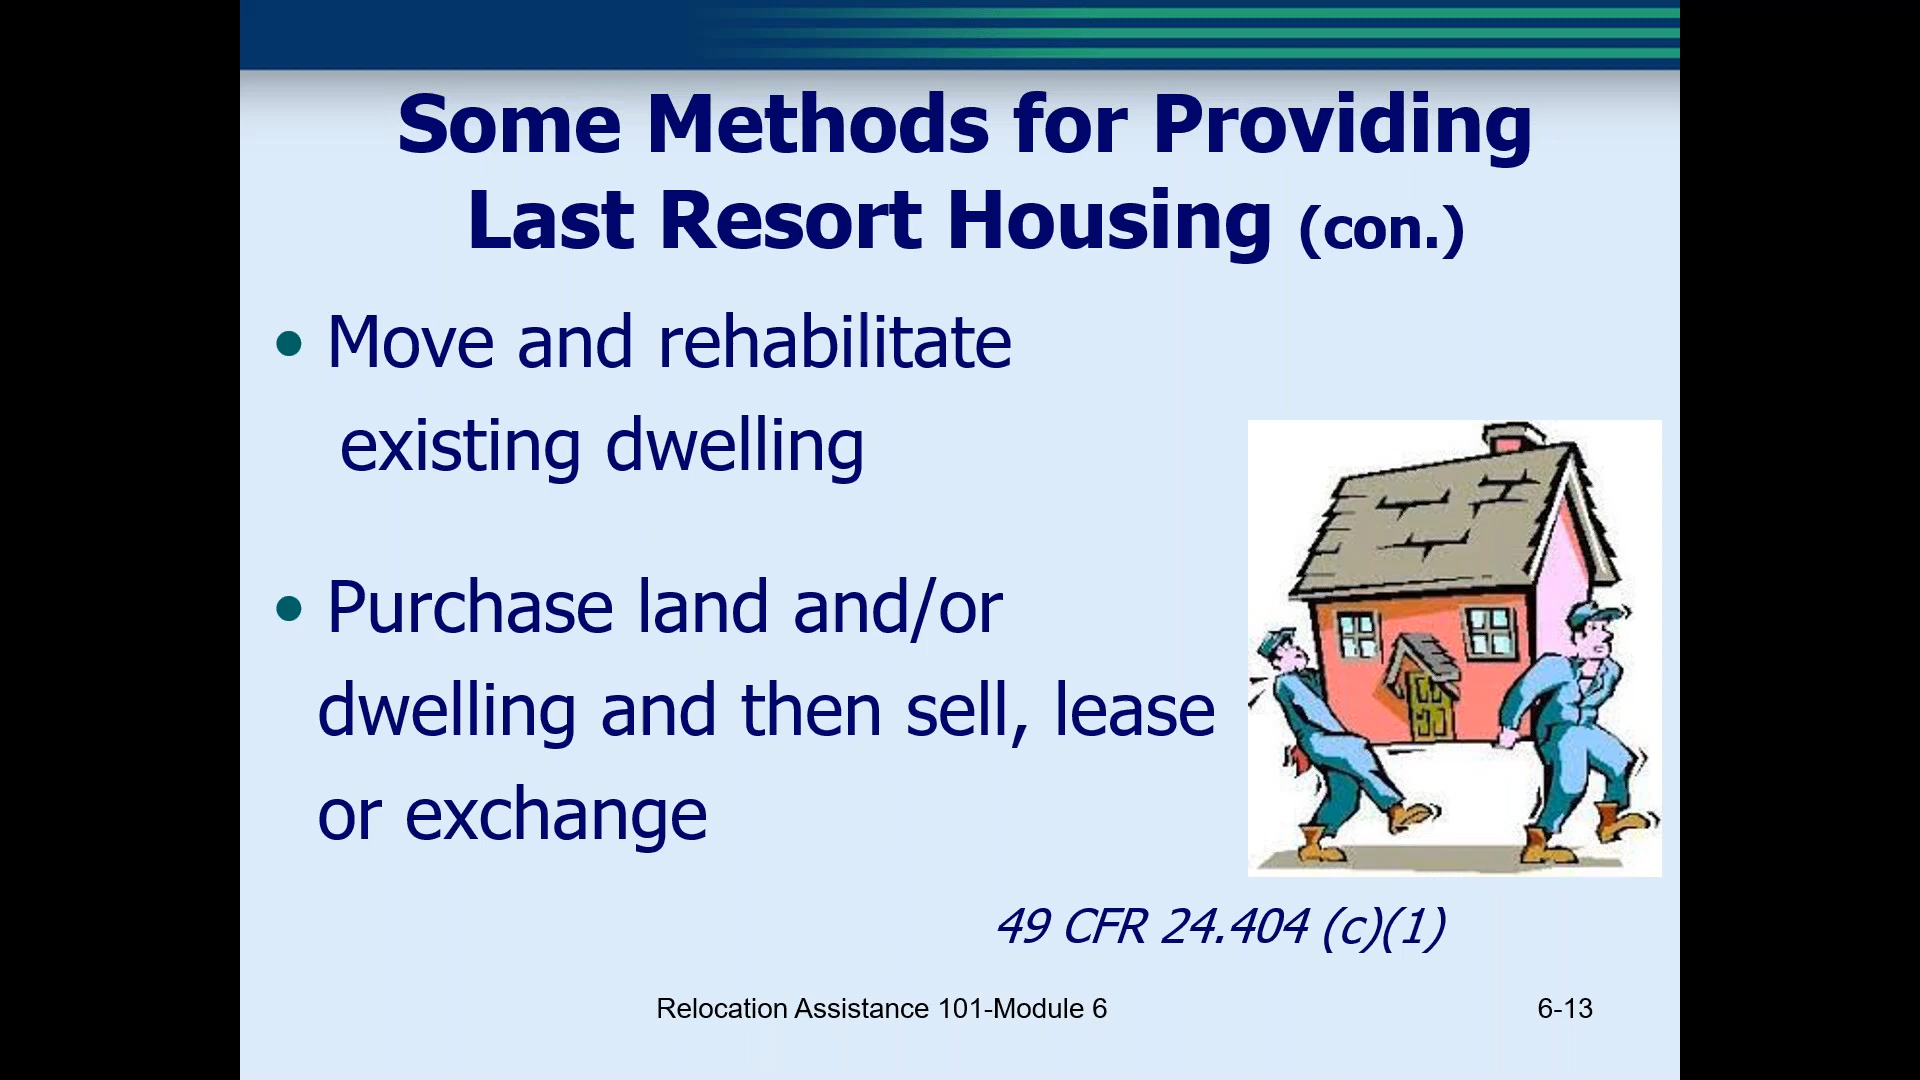 Some Methods for Providing
Last Resort Housing (con.)
• Move and rehabilitate
existing dwelling
• Purchase land and/or
dwelling and then sell, lease
or exchange
49 CFR 24.404 (c)(1)
Relocation Assistance 101-Module 6
6-13